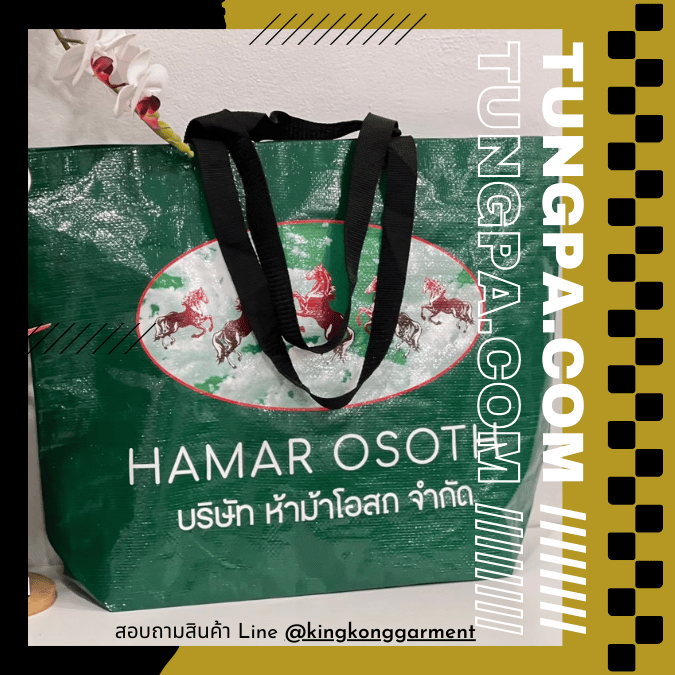 TUNGPA.COM
TUNGPA.COM
HAMAR OSOTH
บริษัท ห้าม้าโอสถ จำกัด
สอบถามสินค้า Line @kingkonggarment